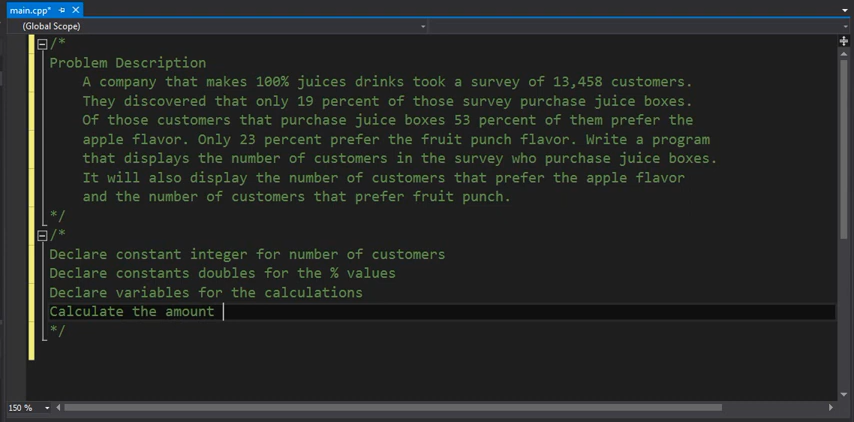 main.cpp*
(Global Scope)
/*
Problem Description
A company that makes 100% juices drinks took a survey of 13,458 customers.
They discovered that only 19 percent of those survey purchase juice boxes.
Of those customers that purchase juice boxes 53 percent of them prefer the
apple flavor. Only 23 percent prefer the fruit punch flavor. Write a program
that displays the number of customers in the survey who purchase juice boxes.
It will also display the number of customers that prefer the apple flavor
and the number of customers that prefer fruit punch.
*/
/*
Declare constant integer for number of customers
Declare constants doubles for the % values
Declare variables for the calculations
Calculate the amount
*/
150 %